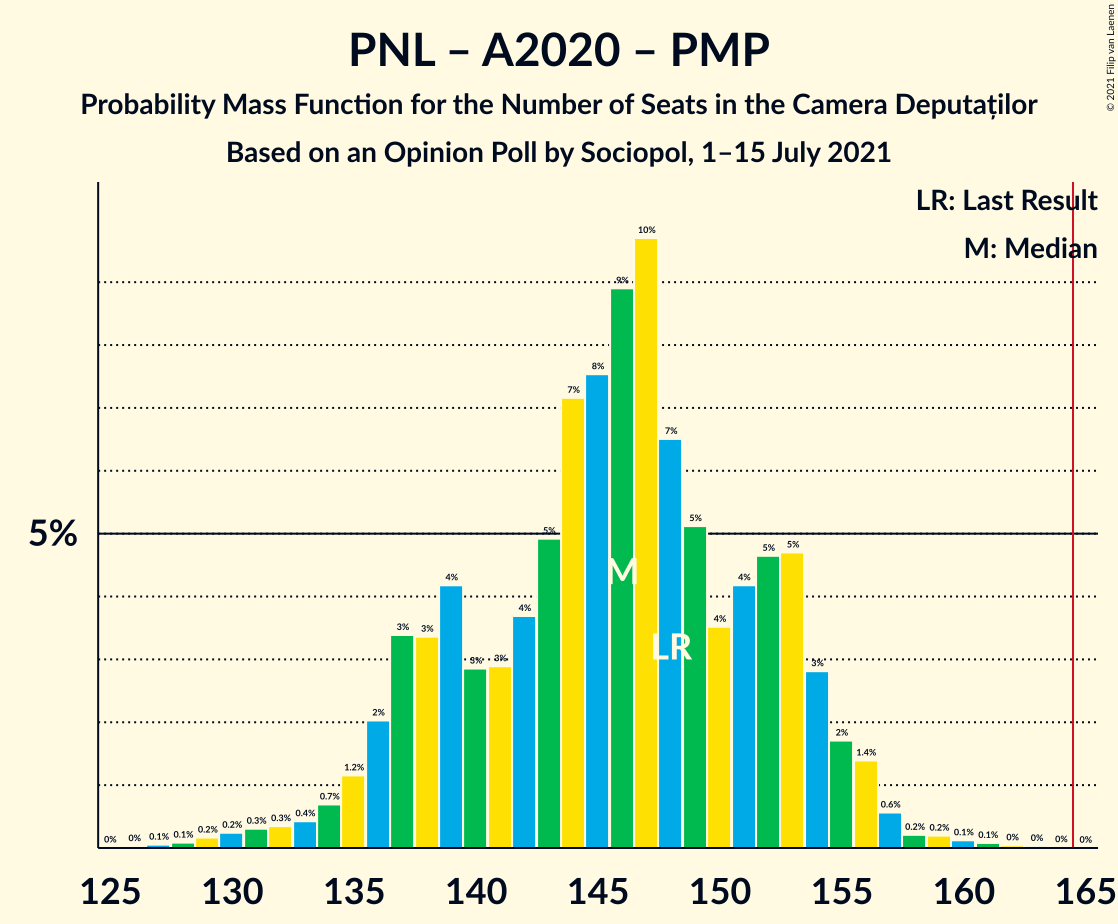 PNL – A2020 – PMP
Probability Mass Function for the Number of Seats in the Camera Deputaților
Based on an Opinion Poll by Sociopol, 1–15 July 2021
© 2021 Filip van Laenen
LR: Last Result
M: Median
5%
0% 0% 0.1% 0.1% 0.2% 0.2% 0.3% 0.3% 0.4% 0.7% 1.2% 2% 3% 3% 4% 3% 3% 4% 5% 7% 8% 9% 10% 7% 5% 4% 4% 5% 5% 3% 2% 1.4% 0.6% 0.2% 0.2% 0.1% 0.1% 0% 0% 0% 0%
M
LR
125 130 135 140 145 150 155 160 165